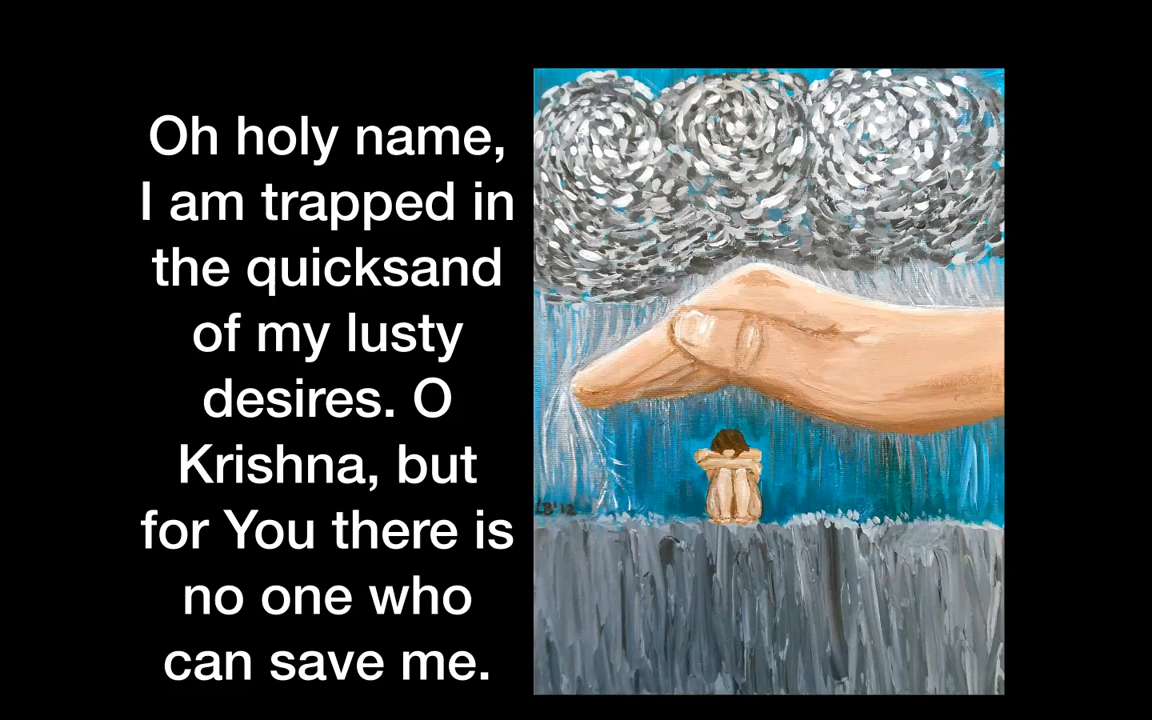 Oh holy name,
I am trapped in
the quicksand
of my lusty
desires. O
Krishna, but
for You there is
no one who
can save me.